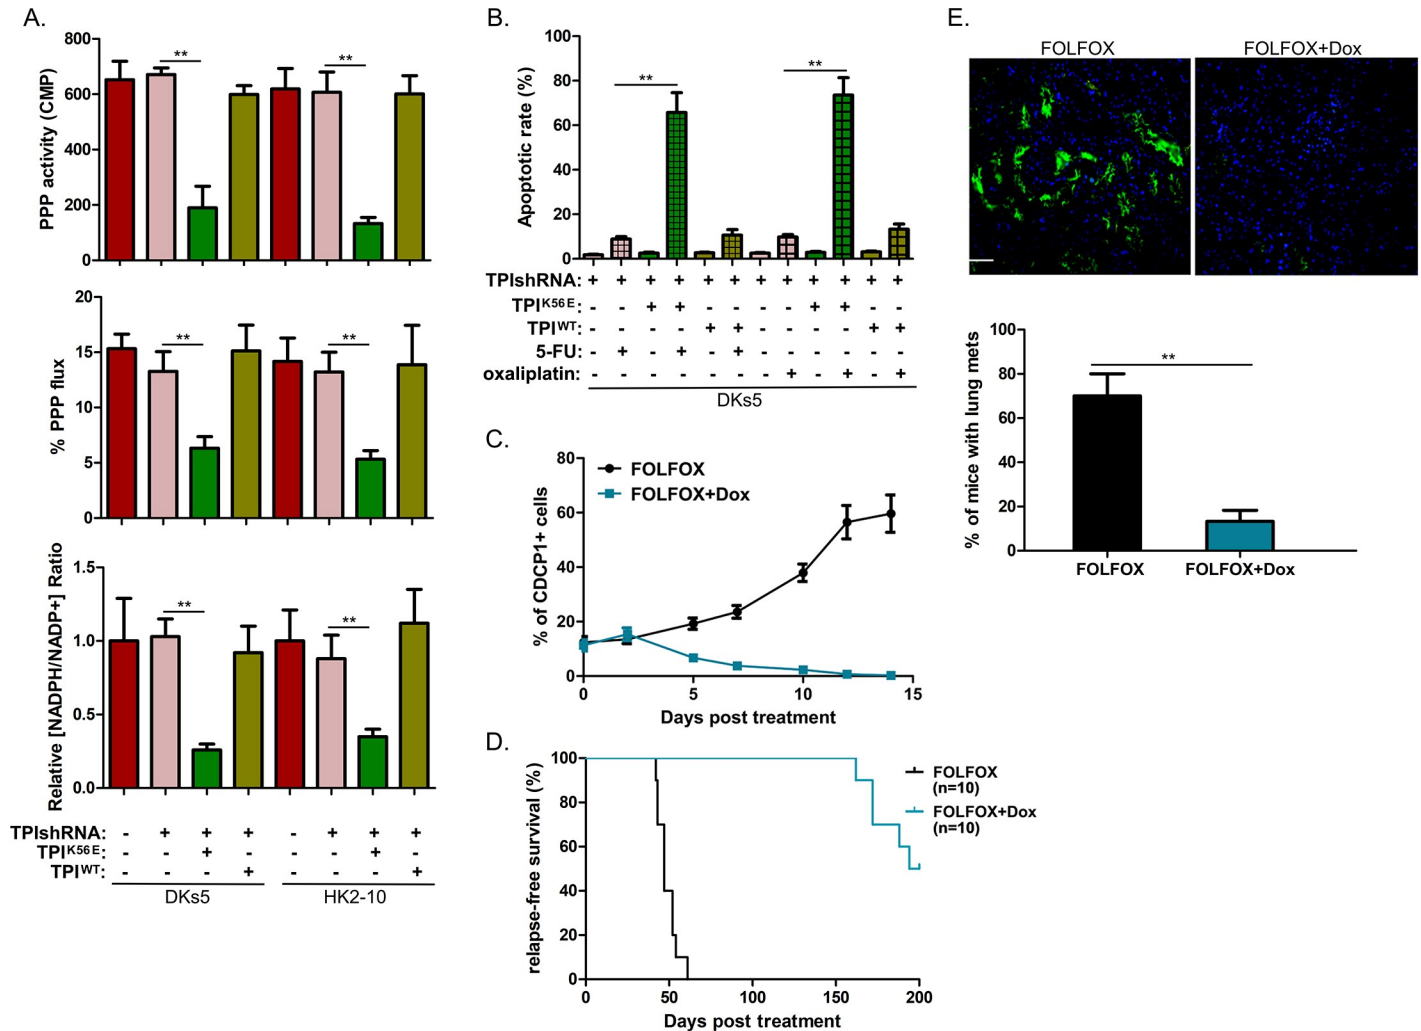 A.
800
600
400
200
0
PPP activity (CMP)
**
**
20
15
10
5
0
% PPP flux
**
**
1.5
1.0
0.5
0.0
Relative [NADPH/NADP+] Ratio
**
**
TPIshRNA: - + + + - + + +
TPIK56E: - - + - - - + -
TPIWT: - - - + - - - +
DKs5 HK2-10
B.
100
80
60
40
20
0
Apoptotic rate (%)
**
**
TPIshRNA: + + + + + + + + + + + +
TPIK56E: - - + + - - - - + + - -
TPIWT: - - - - + + - - - - + +
5-FU: - + - + - + - - - - - -
oxaliplatin: - - - - - - - + - + - +
DKs5
C.
80
60
40
20
0
% of CDCP1+ cells
FOLFOX
FOLFOX+Dox
0 5 10 15
Days post treatment
D.
100
80
60
40
20
0
relapse-free survival (%)
FOLFOX
(n=10)
FOLFOX+Dox
(n=10)
0 50 100 150 200
Days post treatment
E.
FOLFOX FOLFOX+Dox
100
80
60
40
20
0
% of mice with lung mets
**
FOLFOX FOLFOX+Dox